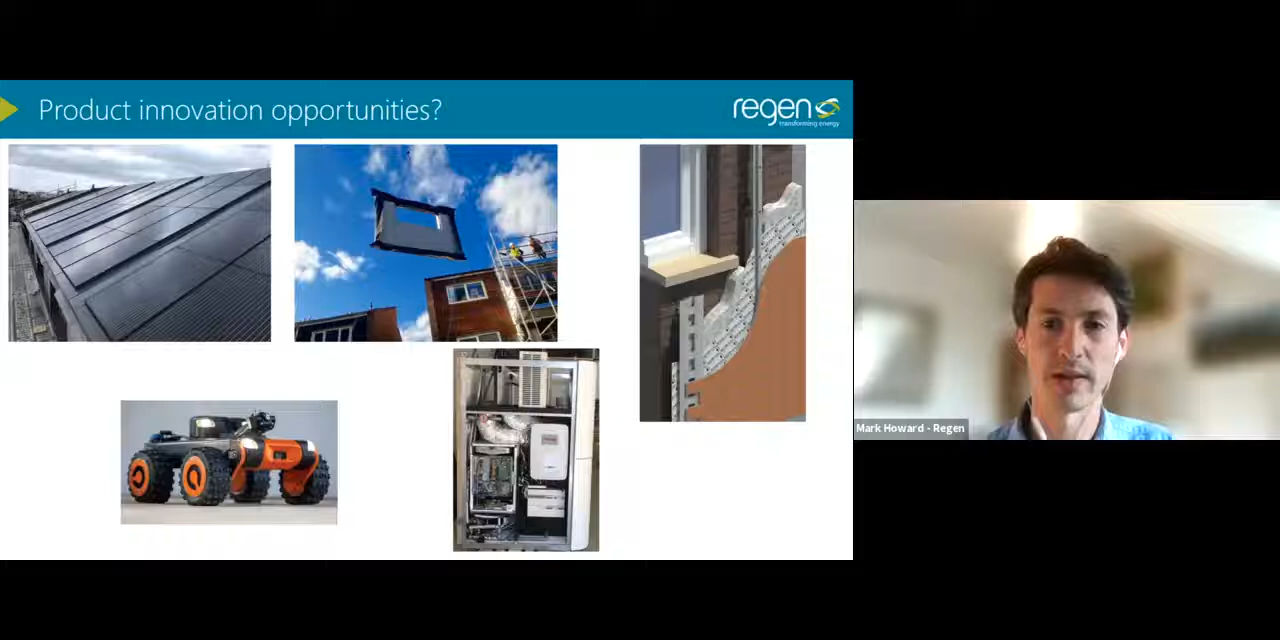 Product innovation opportunities?
regen
transforming energy
Mark Howard - Regen